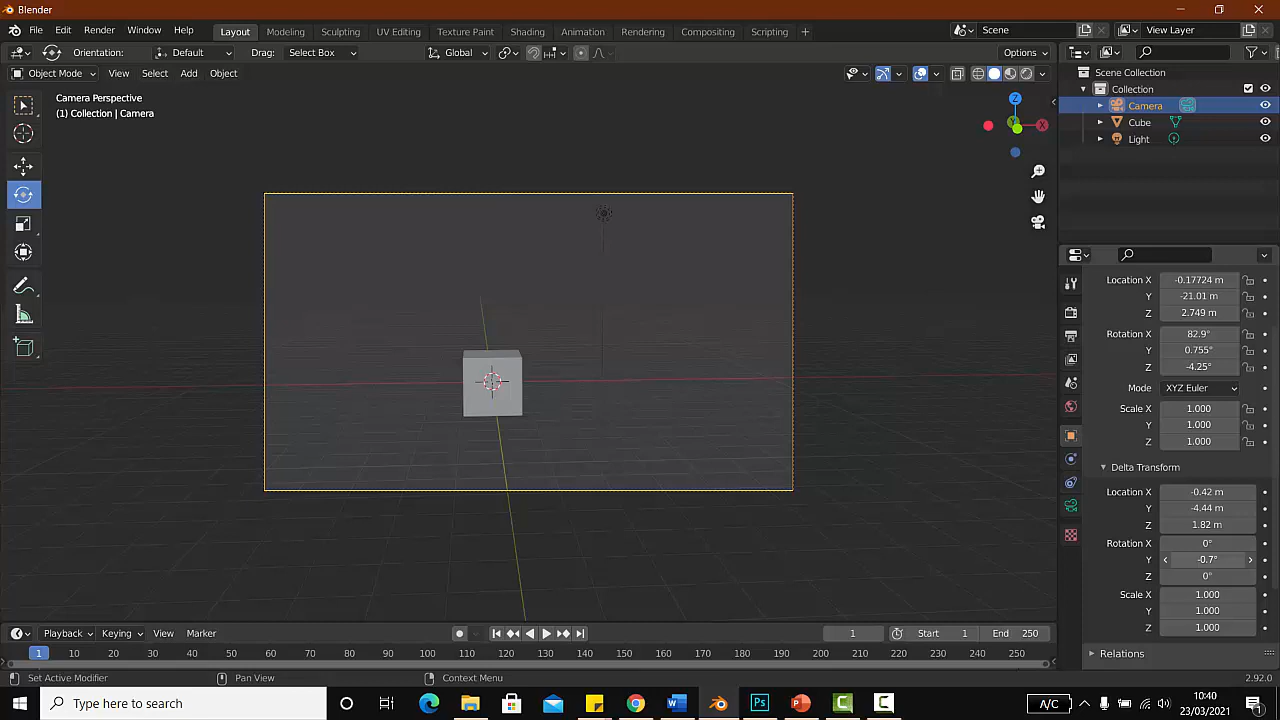 Blender
File Edit Render Window Help
Layout Modeling Sculpting UV Editing Texture Paint Shading Animation Rendering Compositing Scripting +
Scene View Layer
Orientation: Default Drag: Select Box Global Options
Object Mode View Select Add Object
Camera Perspective
(1) Collection | Camera
Z
X
Y
Scene Collection
Collection
Camera
Cube
Light
Location X -0.17724 m
Y -21.01 m
Z 2.749 m
Rotation X 82.9°
Y 0.755°
Z -4.25°
Mode XYZ Euler
Scale X 1.000
Y 1.000
Z 1.000
Delta Transform
Location X -0.42 m
Y -4.44 m
Z 1.82 m
Rotation X 0°
Y -0.7°
Z 0°
Scale X 1.000
Y 1.000
Z 1.000
Relations
Playback Keying View Marker 1 Start 1 End 250
1 10 20 30 40 50 60 70 80 90 100 110 120 130 140 150 160 170 180 190 200 210 220 230 240 250
Set Active Modifier Pan View Context Menu 2.92.0
Type here to search A/C 10:40
23/03/2021